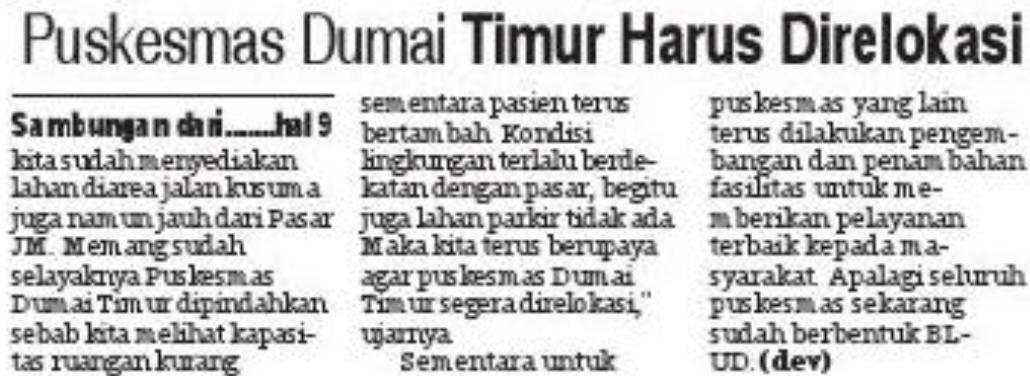 Puskesmas Dumai Timur Harus Direlokasi
Sambungan dari.......hal 9
kita sudah menyediakan
lahan diarea jalan kusuma
juga namun jauh dari Pasar
JM. Memang sudah
selayaknya Puskesmas
Dumai Timur dipindahkan
sebab kita melihat kapasi-
tas ruangan kurang
sementara pasien terus
bertambah. Kondisi
lingkungan terlalu berde-
katan dengan pasar, begitu
juga lahan parkir tidak ada
Maka kita terus berupaya
agar puskesmas Dumai
Timur segera direlokasi,"
ujarnya
Sementara untuk
puskesmas yang lain
terus dilakukan pengem-
bangan dan penambahan
fasilitas untuk me-
mberikan pelayanan
terbaik kepada ma-
syarakat. Apalagi seluruh
puskesmas sekarang
sudah berbentuk BL-
UD. (dev)